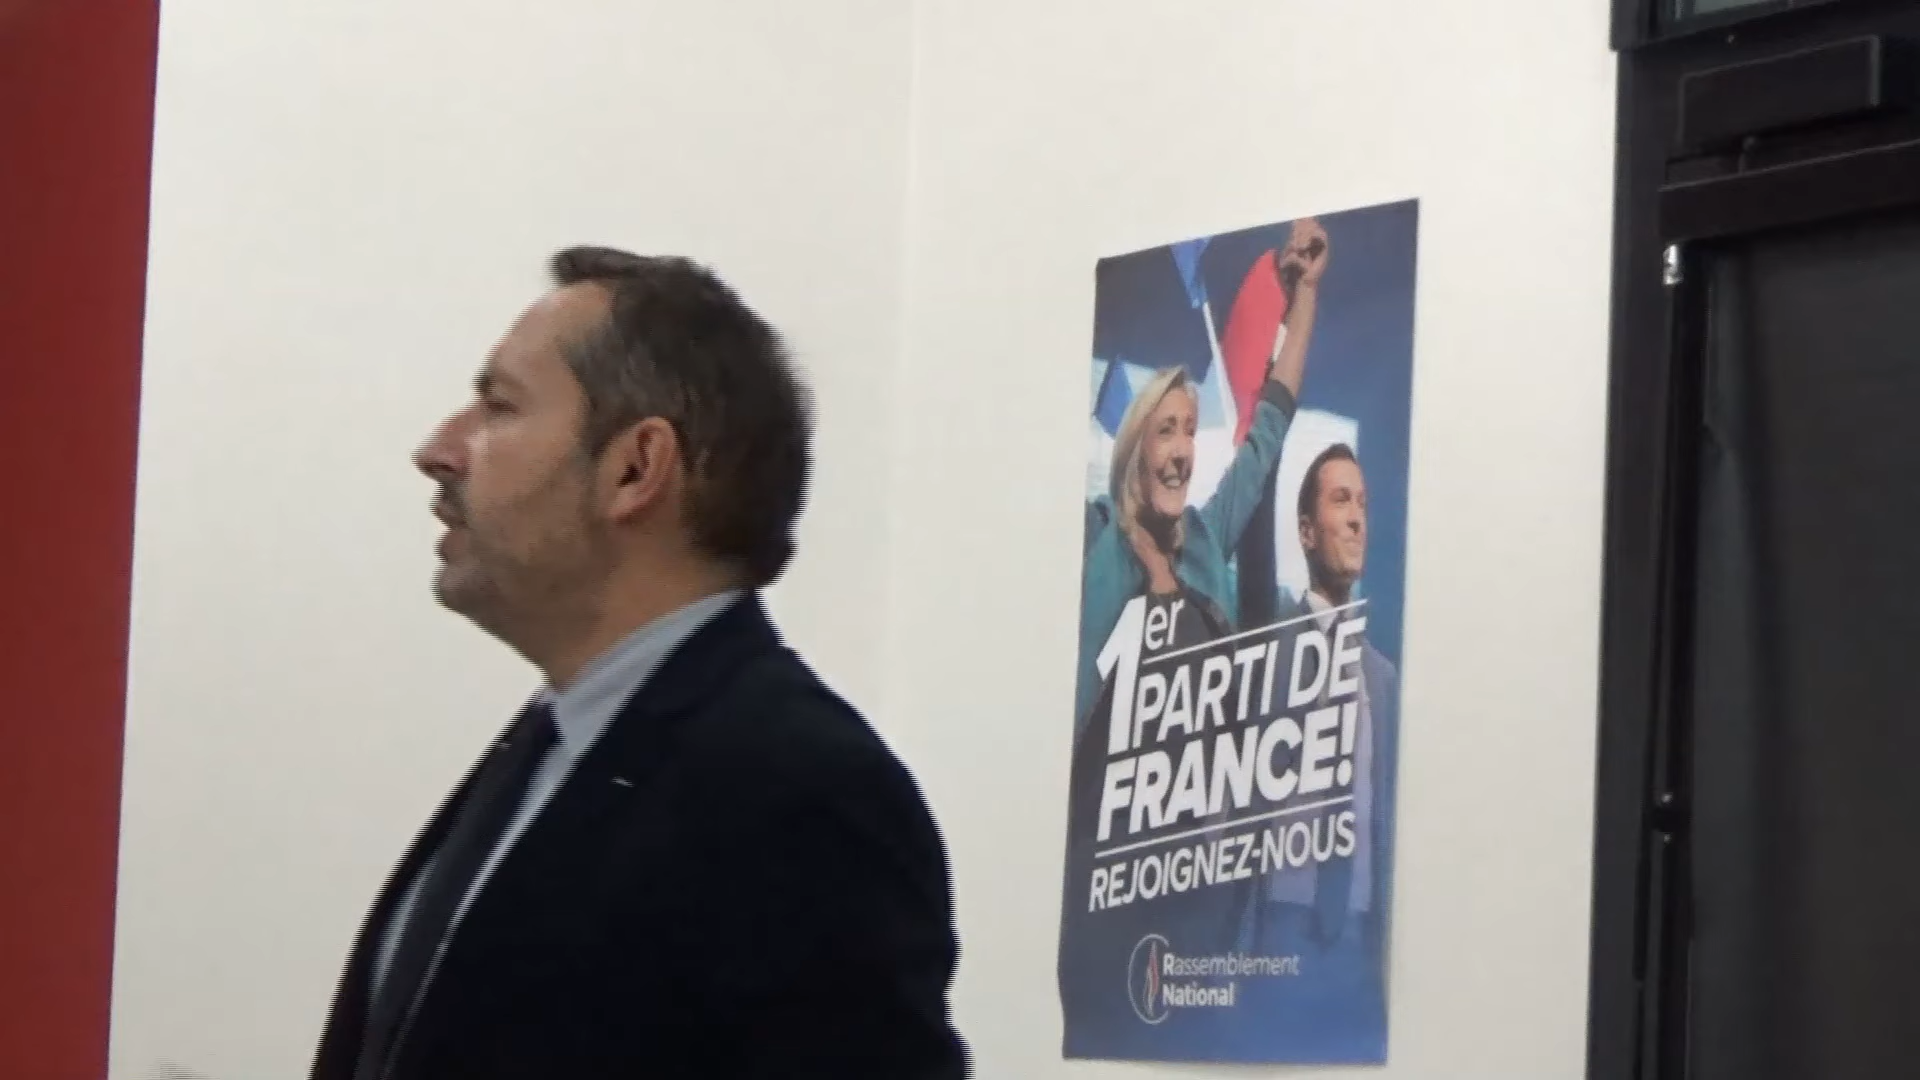 1er
PARTI DE
FRANCE!
REJOIGNEZ-NOUS
Rassemblement
National